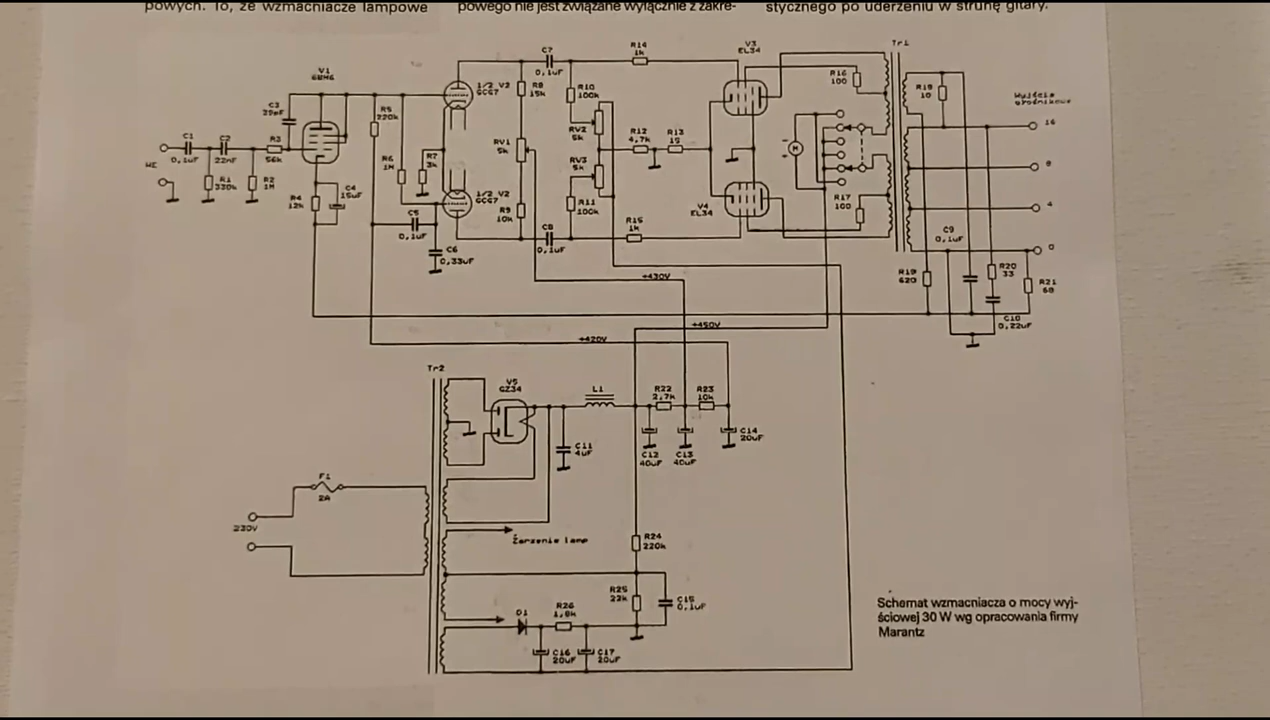 powych. To, że wzmacniacze lampowe
powego nie jest związane wyłącznie z zakre-
stycznego po uderzeniu w strunę gitary.
WE
C1
0,1uF
R1
330k
C2
22nF
R2
1M
R3
56k
C3
V1
6BH6
R4
12k
C4
15uF
R5
220k
R6
1M
C5
0,1uF
R7
3k
C6
0,33uF
1/2 V2
6CG7
1/2 V2
6CG7
R8
15k
RV1
5k
R9
10k
C7
0,1uF
C8
0,1uF
R10
100k
RV2
5k
RV3
5k
R11
100k
R14
1k
R12
4,7k
R13
15
R15
1k
V3
EL34
V4
EL34
M
R16
100
R17
100
Tr1
R18
10
Wyjście
głośnikowe
16
8
4
0
C9
0,1uF
R19
620
R20
33
R21
68
C10
0,22uF
+430V
+450V
+420V
Tr2
V5
GZ34
L1
R22
2,7k
R23
10k
C11
4uF
C12
40uF
C13
40uF
C14
20uF
F1
2A
230V
Żarzenie lamp
R24
220k
R25
22k
C15
0,1uF
D1
R26
1,8k
C16
20uF
C17
20uF
Schemat wzmacniacza o mocy wyj-
ściowej 30 W wg opracowania firmy
Marantz